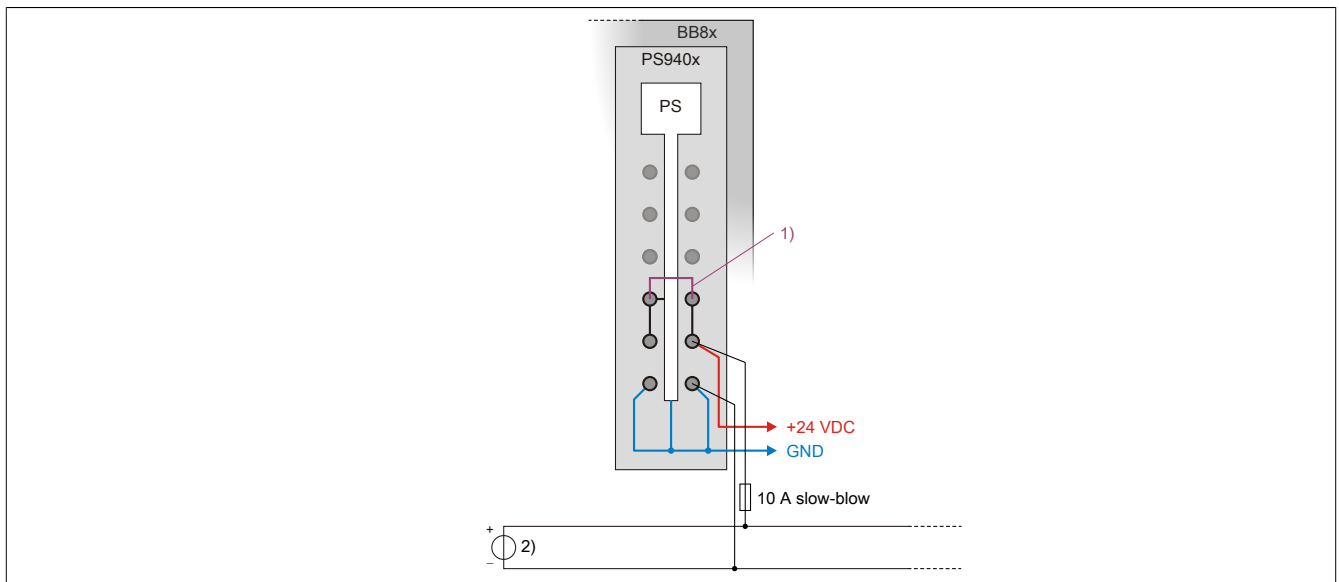 BB8x
PS940x
PS
1)
+24 VDC
GND
10 A slow-blow
+
2)
–